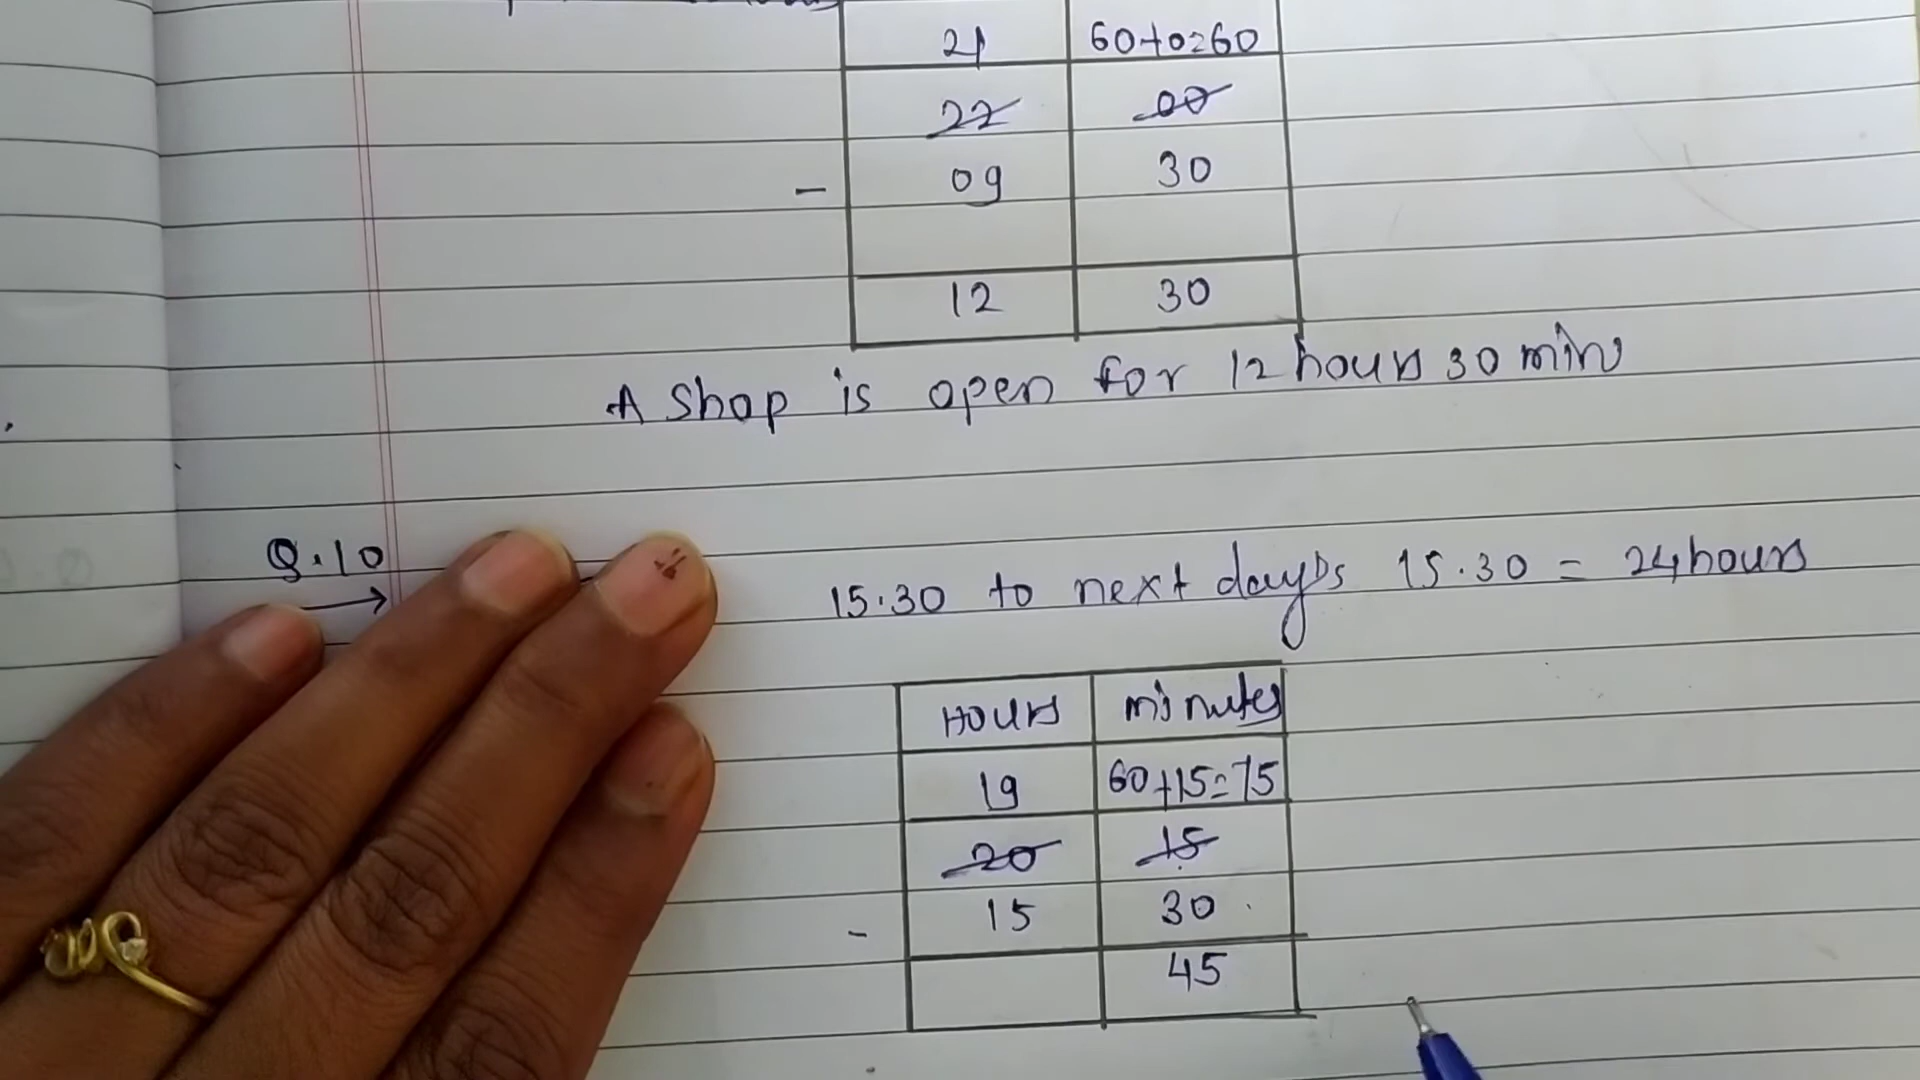 21 60+0=60
22 00
- 09 30
12 30
A shop is open for 12 hours 30 min
Q.10
15.30 to next day's 15.30 = 24 hours
Hours minutes
19 60+15=75
20 15
- 15 30
45